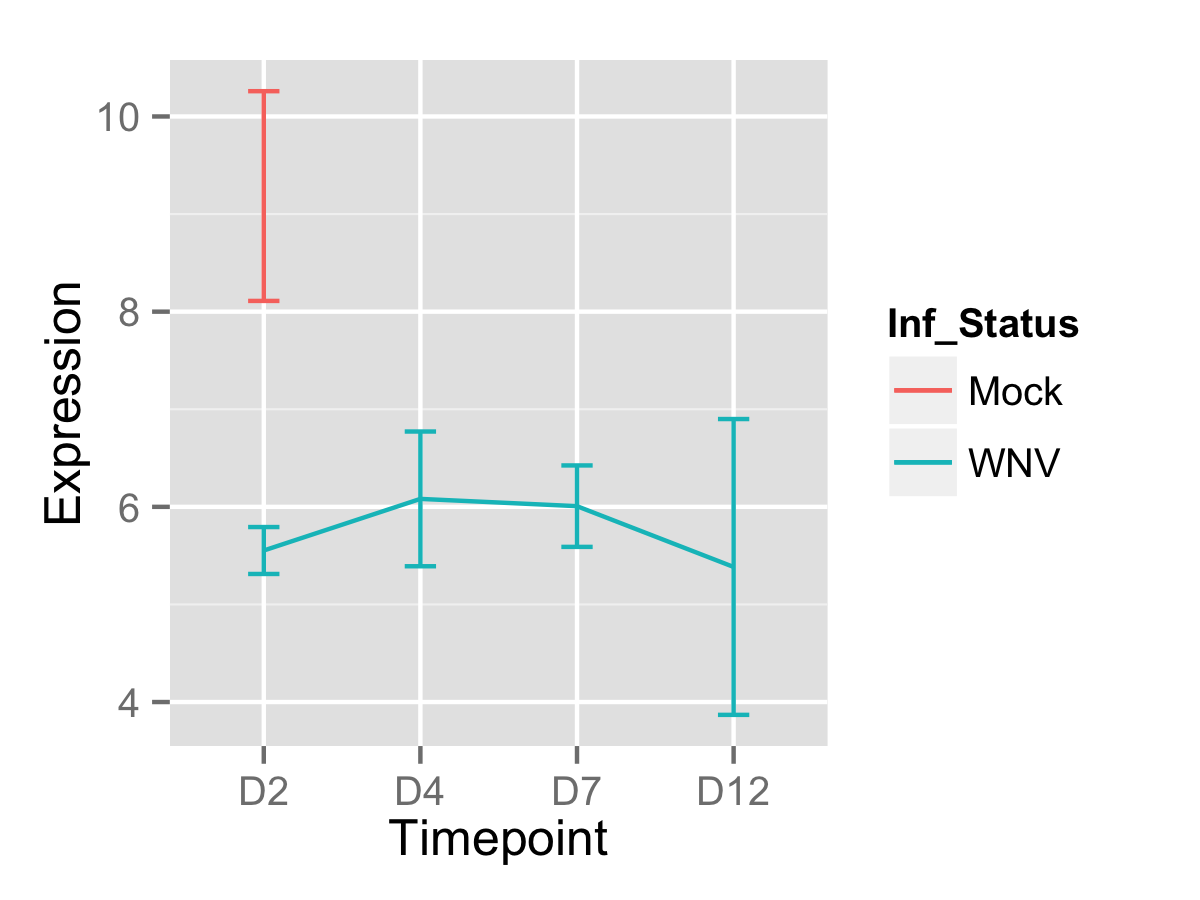 10
8
6
4
Expression
D2 D4 D7 D12
Timepoint
Inf_Status
Mock
WNV